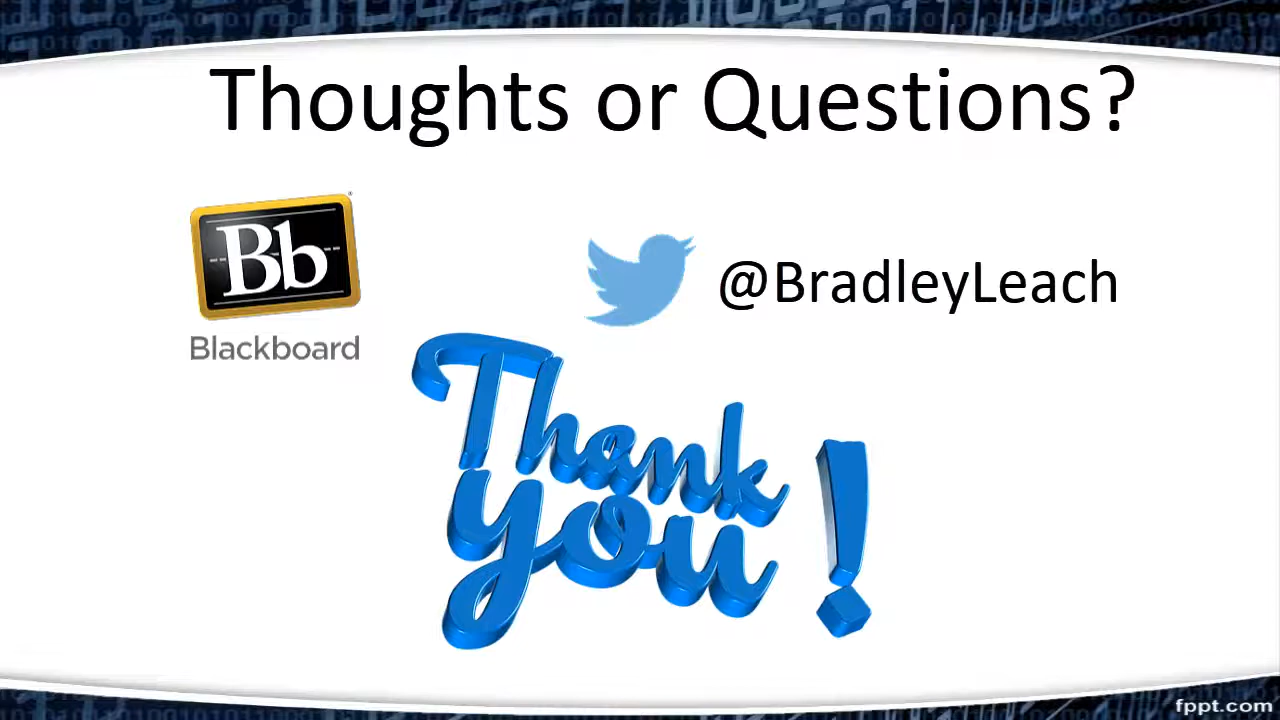 Thoughts or Questions?
Bb
Blackboard
@BradleyLeach
Thank
you!
fppt.com